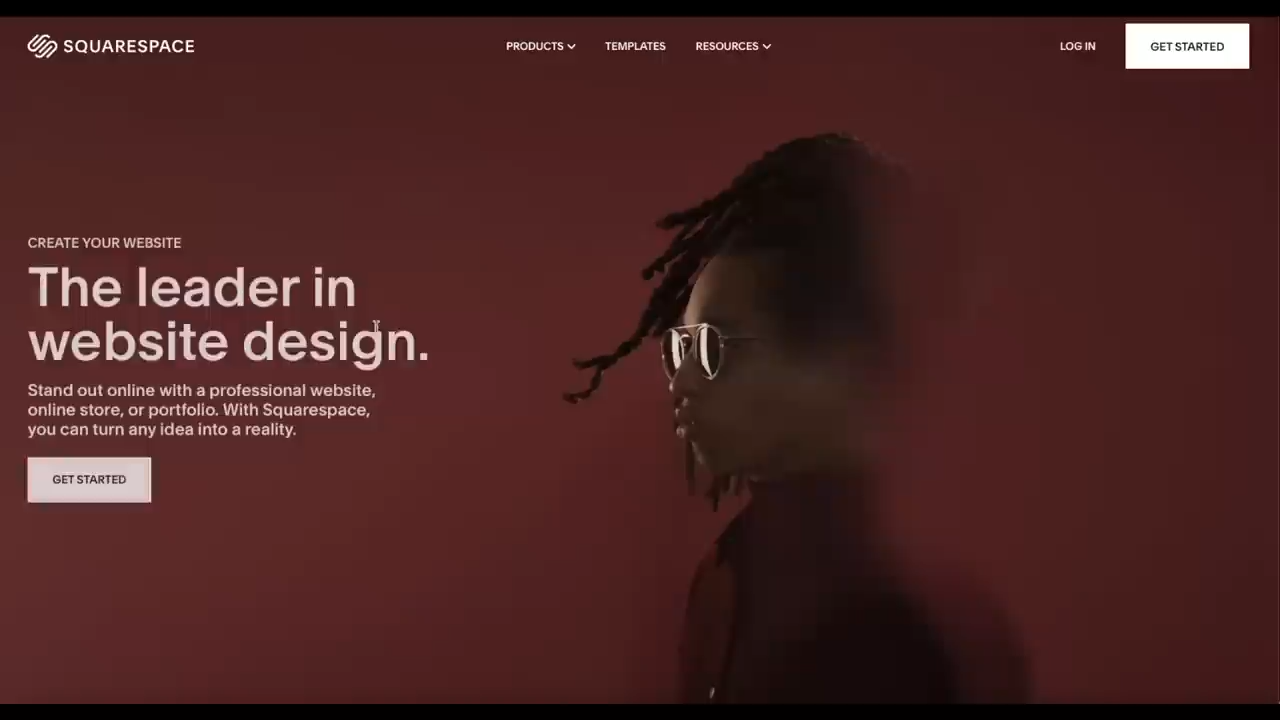 SQUARESPACE
PRODUCTS
TEMPLATES
RESOURCES
LOG IN
GET STARTED
CREATE YOUR WEBSITE
The leader in
website design.
Stand out online with a professional website,
online store, or portfolio. With Squarespace,
you can turn any idea into a reality.
GET STARTED